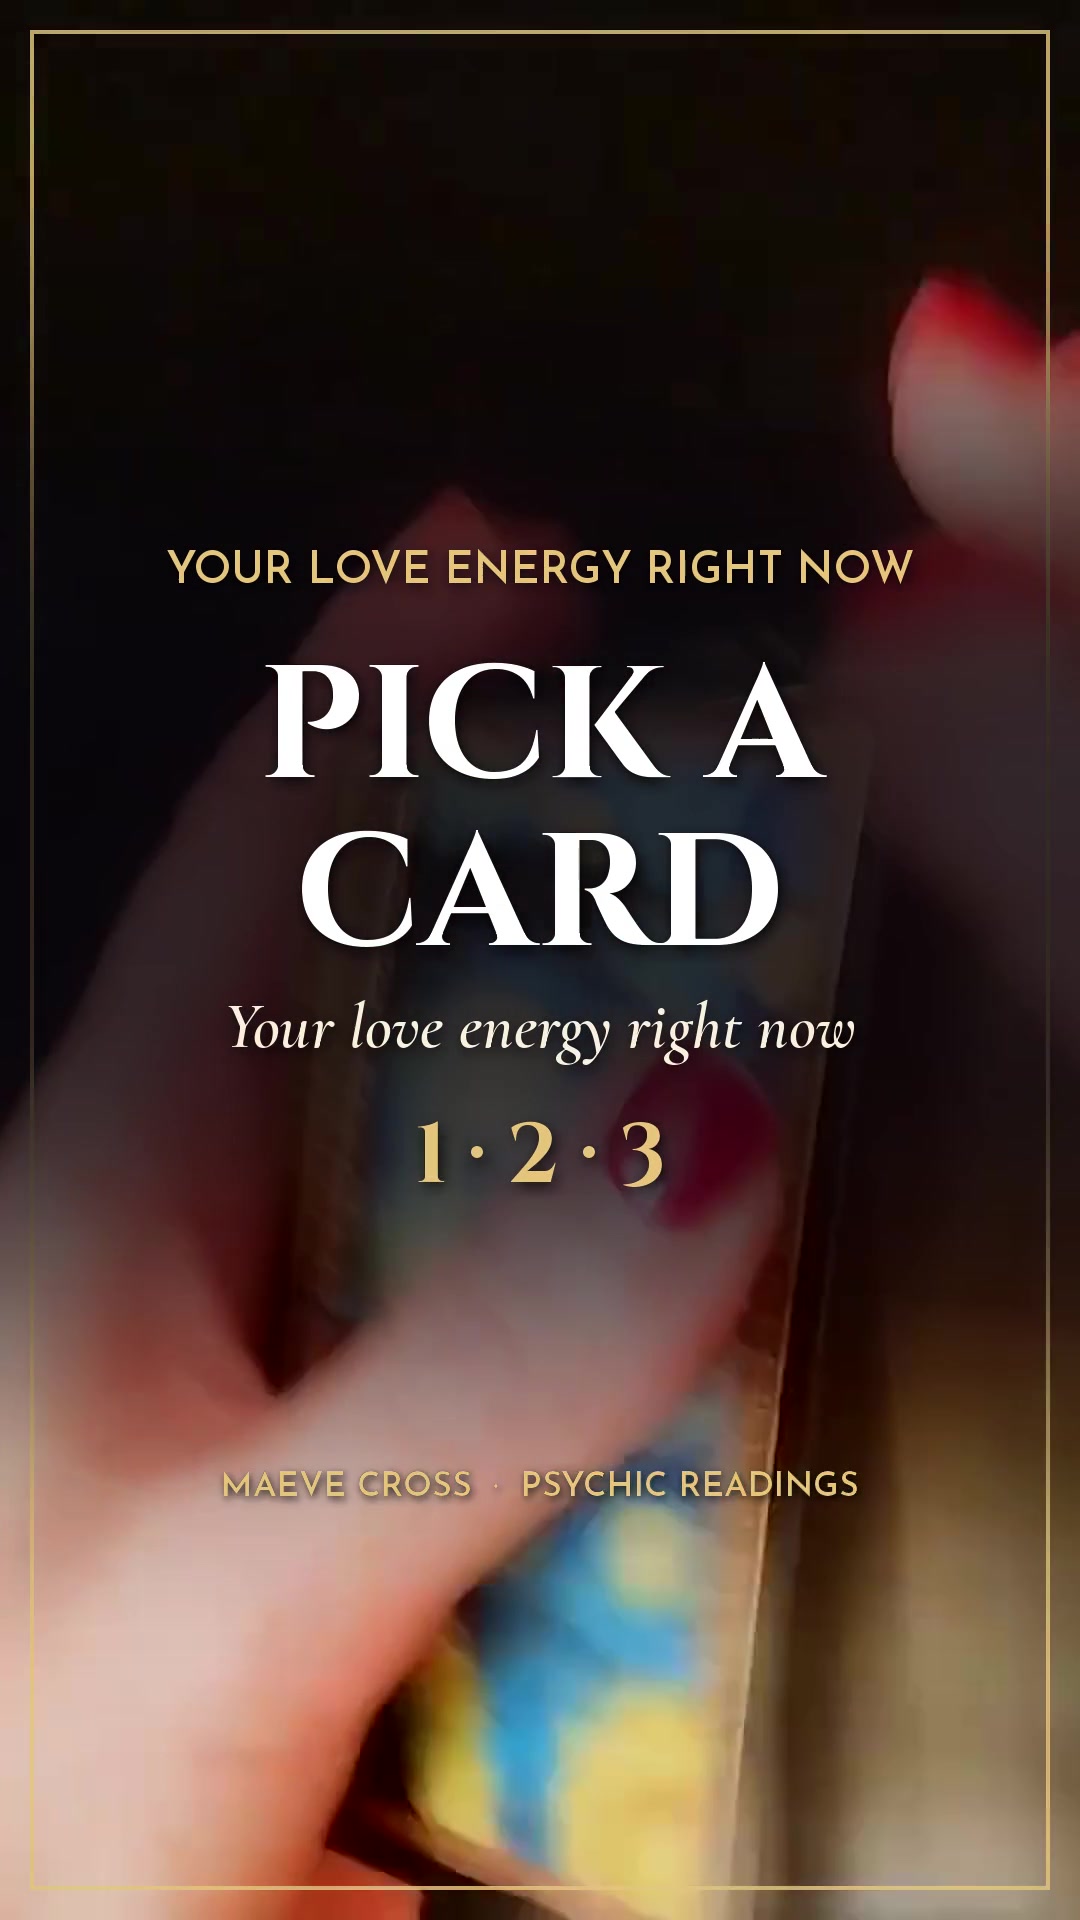 YOUR LOVE ENERGY RIGHT NOW
PICK A
CARD
Your love energy right now
1 · 2 · 3
MAEVE CROSS · PSYCHIC READINGS